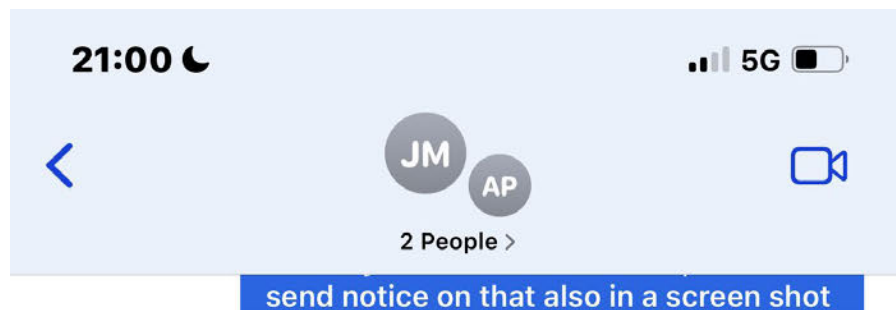 21:00
5G
JM
AP
2 People >
send notice on that also in a screen shot